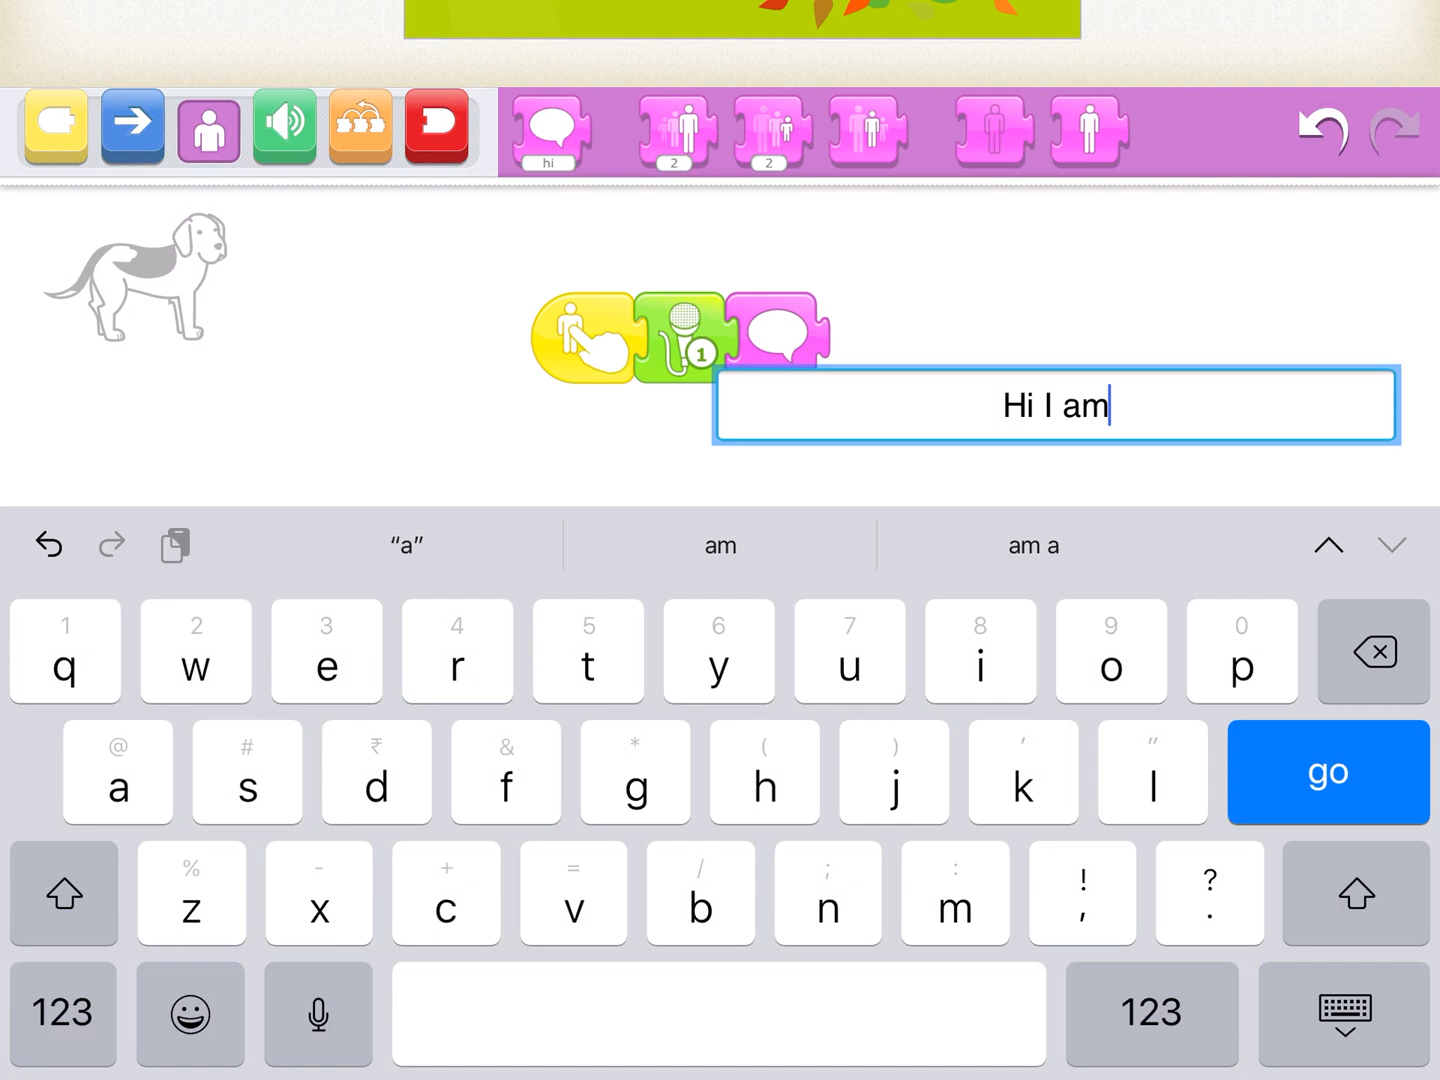 hi
2
2
1
Hi I am
“a” am am a
1 2 3 4 5 6 7 8 9 0
q w e r t y u i o p
@ # ₹ & * ( ) ' "
a s d f g h j k l go
% - + = / ; : ! ?
z x c v b n m , .
123 123